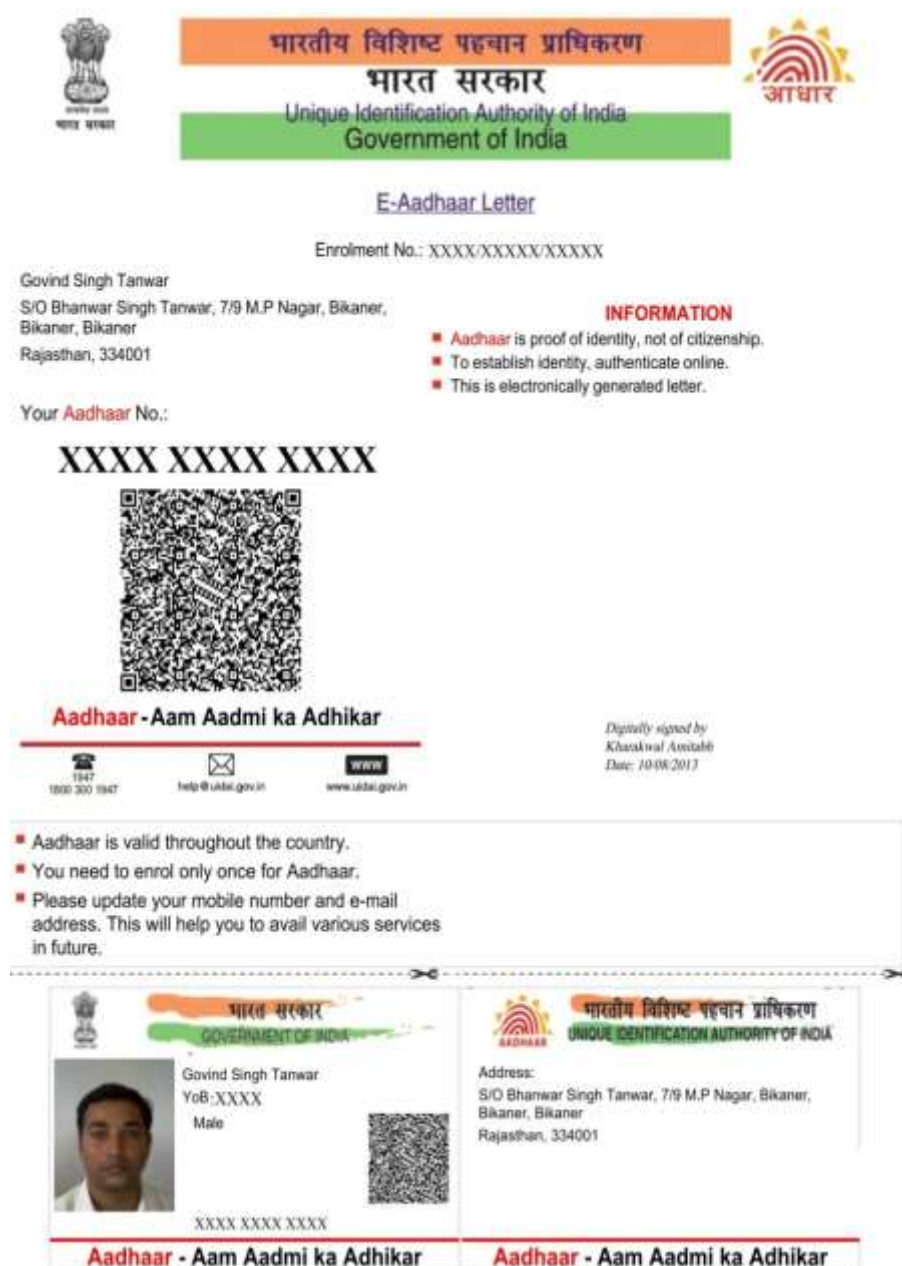 भारत सरकार
भारतीय विशिष्ट पहचान प्राधिकरण
भारत सरकार
Unique Identification Authority of India
Government of India
आधार
E-Aadhaar Letter
Enrolment No.: XXXX/XXXXX/XXXXX
Govind Singh Tanwar
S/O Bhanwar Singh Tanwar, 7/9 M.P Nagar, Bikaner,
Bikaner, Bikaner
Rajasthan, 334001
INFORMATION
Aadhaar is proof of identity, not of citizenship.
To establish identity, authenticate online.
This is electronically generated letter.
Your Aadhaar No.:
XXXX XXXX XXXX
Aadhaar - Aam Aadmi ka Adhikar
1947
1800 300 1947
help@uidai.gov.in
www
www.uidai.gov.in
Digitally signed by
Kharakwal Amitabh
Date: 10/08/2013
Aadhaar is valid throughout the country.
You need to enrol only once for Aadhaar.
Please update your mobile number and e-mail
address. This will help you to avail various services
in future.
भारत सरकार
GOVERNMENT OF INDIA
Govind Singh Tanwar
YoB:XXXX
Male
XXXX XXXX XXXX
Aadhaar - Aam Aadmi ka Adhikar
AADHAAR
भारतीय विशिष्ट पहचान प्राधिकरण
UNIQUE IDENTIFICATION AUTHORITY OF INDIA
Address:
S/O Bhanwar Singh Tanwar, 7/9 M.P Nagar, Bikaner,
Bikaner, Bikaner
Rajasthan, 334001
Aadhaar - Aam Aadmi ka Adhikar